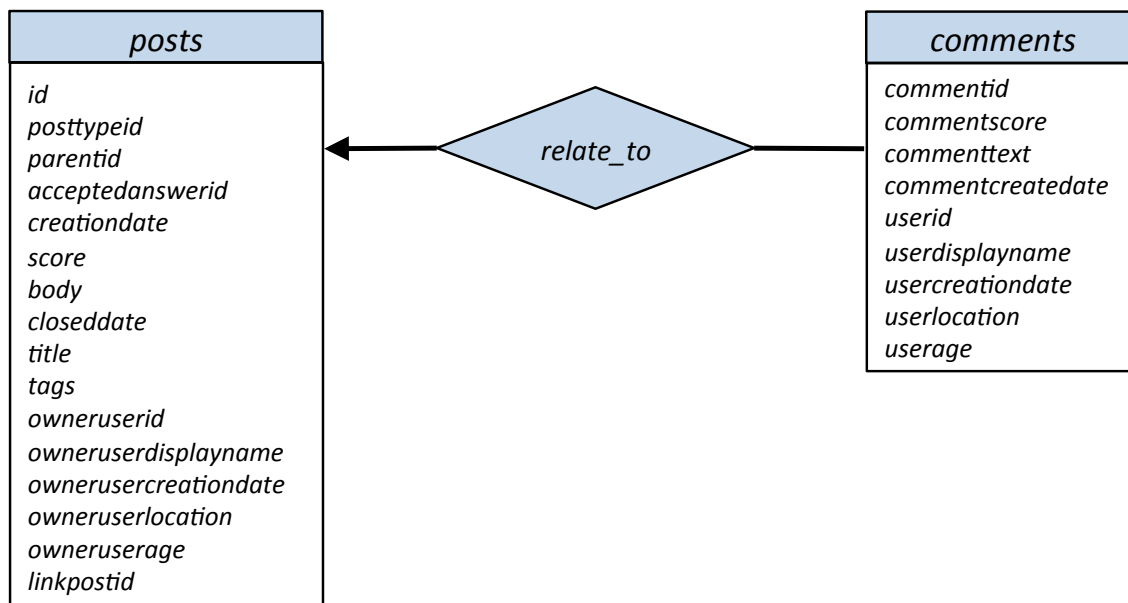 posts
id
posttypeid
parentid
acceptedanswerid
creationdate
score
body
closeddate
title
tags
owneruserid
owneruserdisplayname
ownerusercreationdate
owneruserlocation
owneruserage
linkpostid
relate_to
comments
commentid
commentscore
commenttext
commentcreatedate
userid
userdisplayname
usercreationdate
userlocation
userage